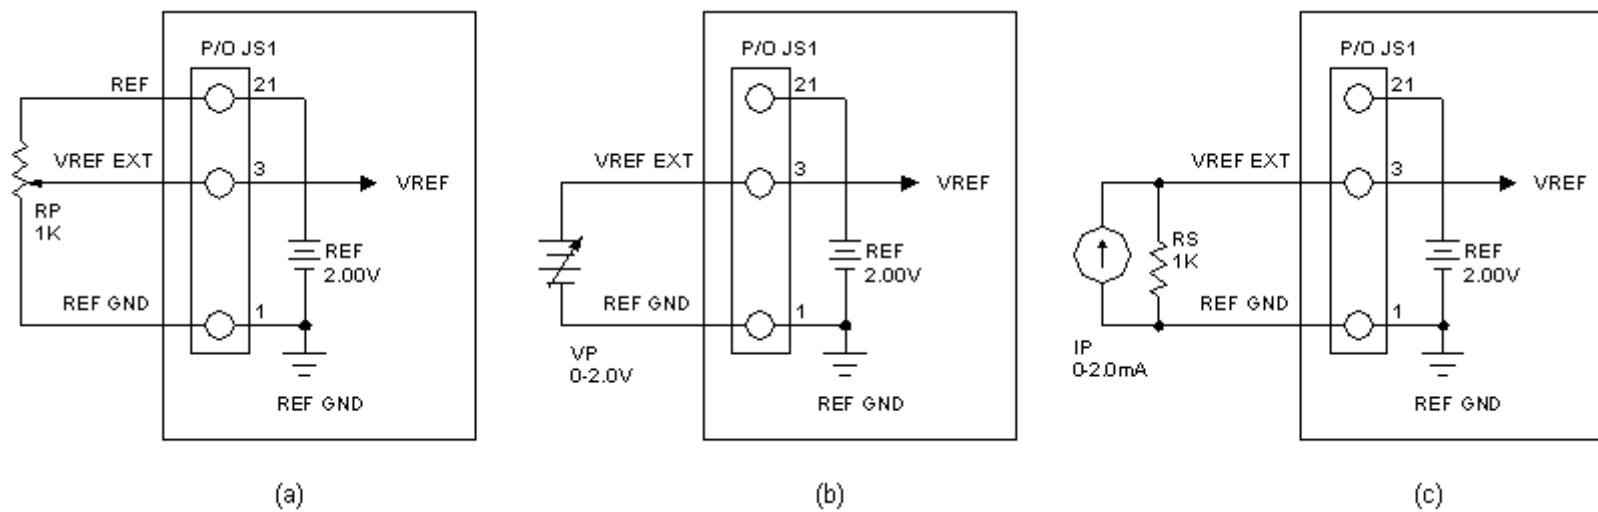 P/O JS1
REF
21
VREF EXT
3
VREF
RP
1K
REF
2.00V
REF GND
1
REF GND
(a)
P/O JS1
21
VREF EXT
3
VREF
REF
2.00V
REF GND
1
VP
0-2.0V
REF GND
(b)
P/O JS1
21
VREF EXT
3
VREF
RS
1K
REF
2.00V
REF GND
1
IP
0-2.0mA
REF GND
(c)